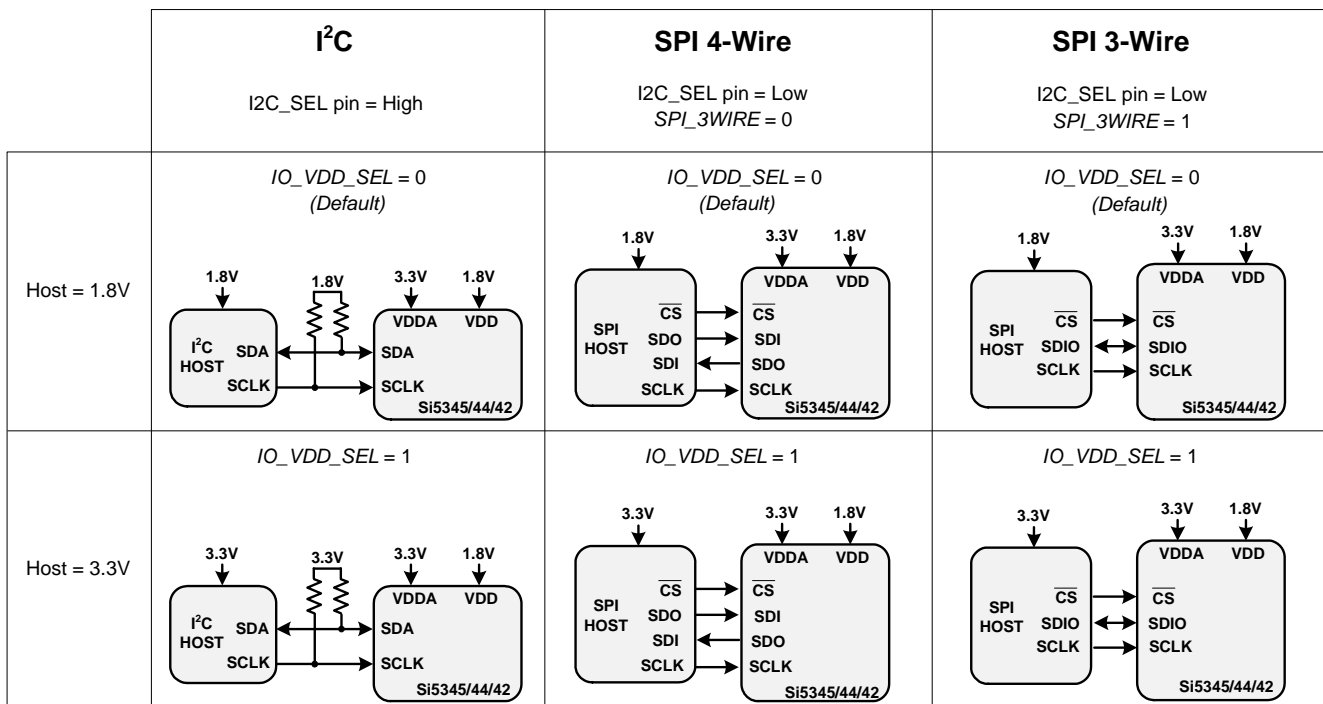 I²C
SPI 4-Wire
SPI 3-Wire
I2C_SEL pin = High
I2C_SEL pin = Low
SPI_3WIRE = 0
I2C_SEL pin = Low
SPI_3WIRE = 1
Host = 1.8V
IO_VDD_SEL = 0
(Default)
1.8V
1.8V
3.3V
1.8V
VDDA
VDD
I²C
HOST
SDA
SDA
SCLK
SCLK
Si5345/44/42
IO_VDD_SEL = 0
(Default)
1.8V
3.3V
1.8V
VDDA
VDD
SPI
HOST
CS
CS
SDO
SDI
SDI
SDO
SCLK
SCLK
Si5345/44/42
IO_VDD_SEL = 0
(Default)
1.8V
3.3V
1.8V
VDDA
VDD
SPI
HOST
CS
CS
SDIO
SDIO
SCLK
SCLK
Si5345/44/42
Host = 3.3V
IO_VDD_SEL = 1
3.3V
3.3V
3.3V
1.8V
VDDA
VDD
I²C
HOST
SDA
SDA
SCLK
SCLK
Si5345/44/42
IO_VDD_SEL = 1
3.3V
3.3V
1.8V
VDDA
VDD
SPI
HOST
CS
CS
SDO
SDI
SDI
SDO
SCLK
SCLK
Si5345/44/42
IO_VDD_SEL = 1
3.3V
3.3V
1.8V
VDDA
VDD
SPI
HOST
CS
CS
SDIO
SDIO
SCLK
SCLK
Si5345/44/42